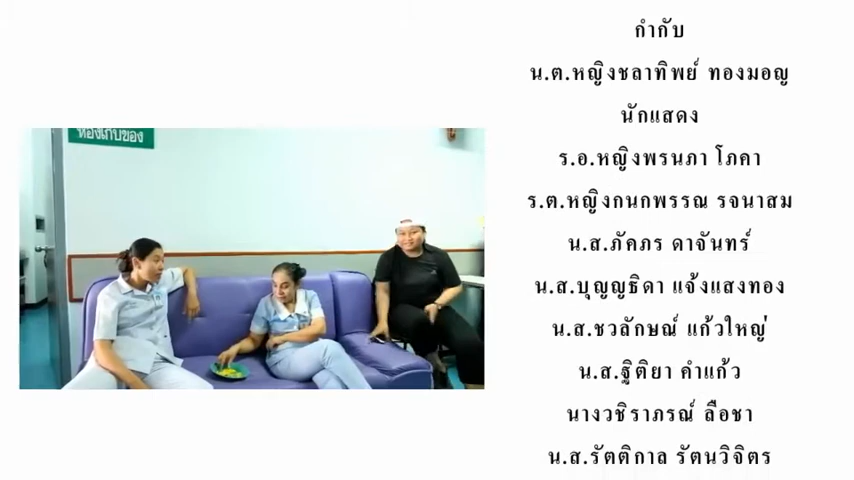 ห้องเก็บของ
กำกับ
น.ต.หญิงชลาทิพย์ ทองมอญ
นักแสดง
ร.อ.หญิงพรนภา โภคา
ร.ต.หญิงกนกพรรณ รจนาสม
น.ส.ภัคภร ดาจันทร์
น.ส.บุญญธิดา แจ้งแสงทอง
น.ส.ชวลักษณ์ แก้วใหญ่
น.ส.ฐิติยา คำแก้ว
นางวชิราภรณ์ ลือชา
น.ส.รัตติกาล รัตนวิจิตร